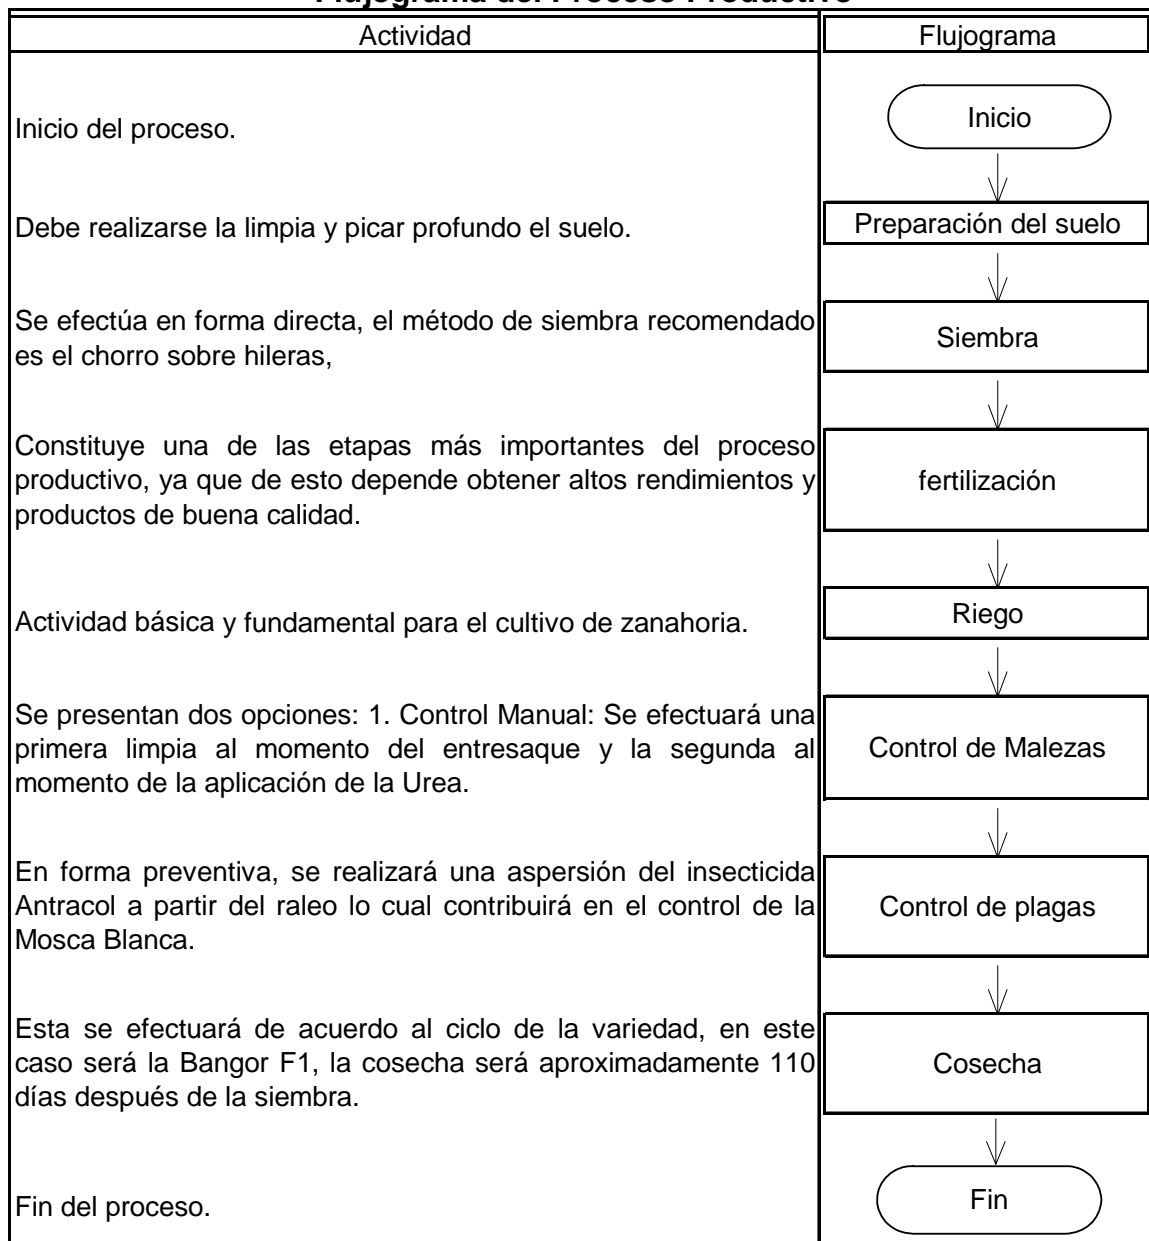 Flujograma del Proceso Productivo
Actividad
Flujograma
Inicio del proceso.
Inicio
Debe realizarse la limpia y picar profundo el suelo.
Preparación del suelo
Se efectúa en forma directa, el método de siembra recomendado
es el chorro sobre hileras,
Siembra
Constituye una de las etapas más importantes del proceso
productivo, ya que de esto depende obtener altos rendimientos y
productos de buena calidad.
fertilización
Actividad básica y fundamental para el cultivo de zanahoria.
Riego
Se presentan dos opciones: 1. Control Manual: Se efectuará una
primera limpia al momento del entresaque y la segunda al
momento de la aplicación de la Urea.
Control de Malezas
En forma preventiva, se realizará una aspersión del insecticida
Antracol a partir del raleo lo cual contribuirá en el control de la
Mosca Blanca.
Control de plagas
Esta se efectuará de acuerdo al ciclo de la variedad, en este
caso será la Bangor F1, la cosecha será aproximadamente 110
días después de la siembra.
Cosecha
Fin del proceso.
Fin